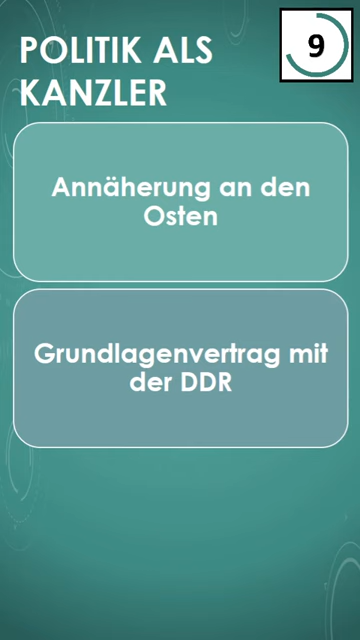 POLITIK ALS
KANZLER
9
Annäherung an den
Osten
Grundlagenvertrag mit
der DDR